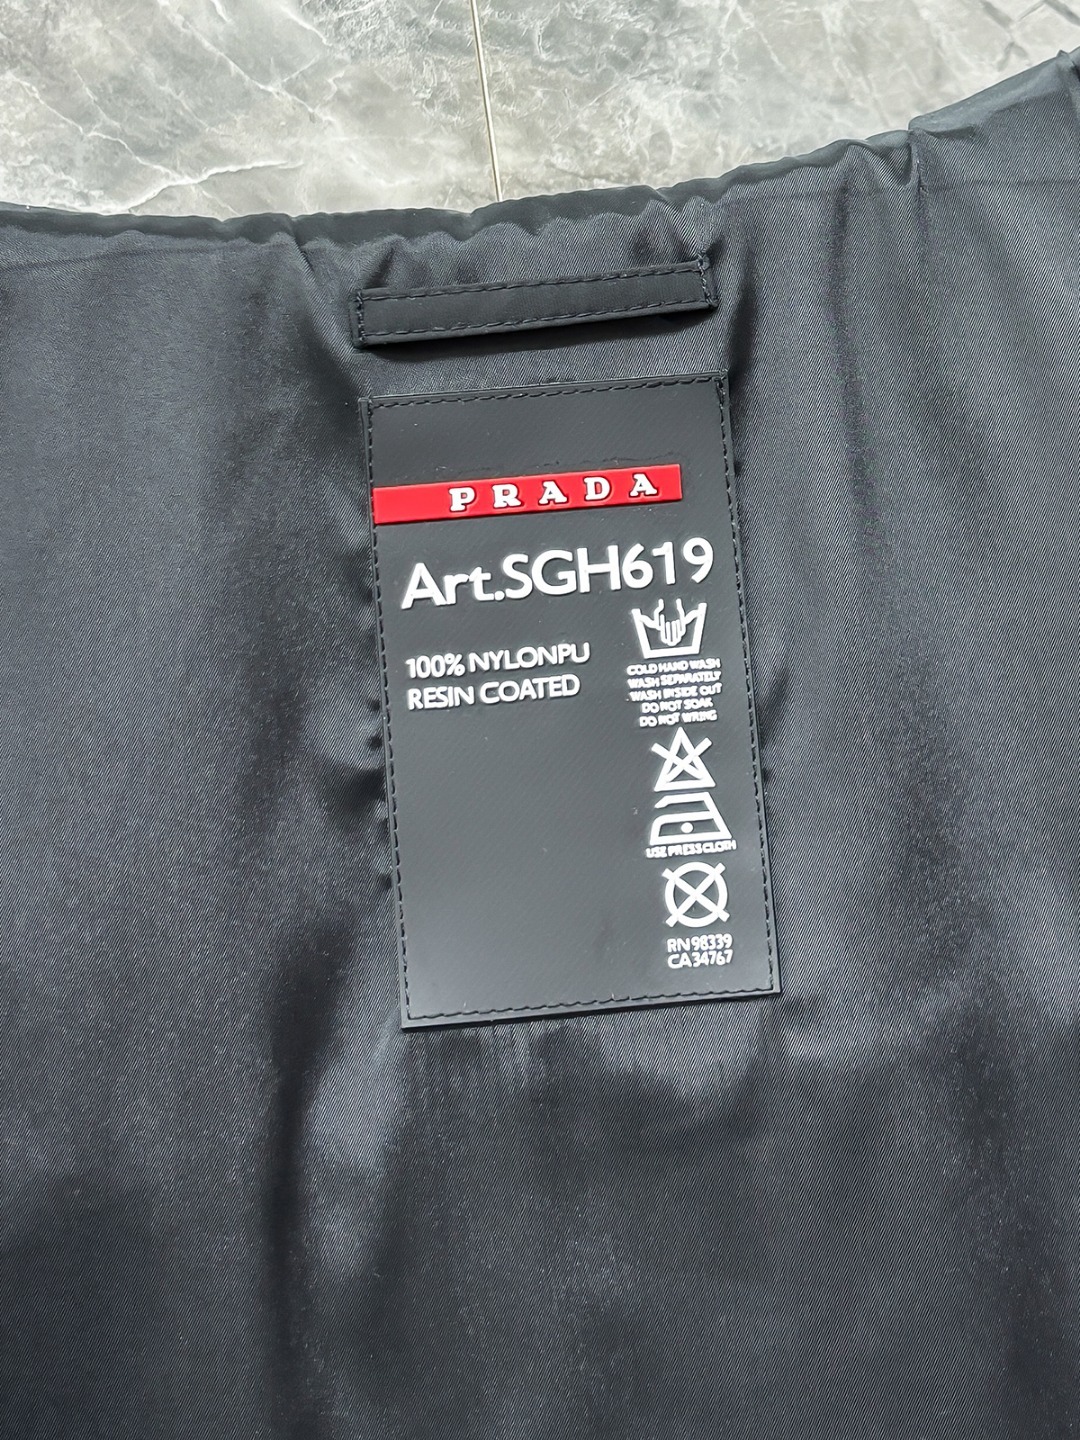 PRADA
Art.SGH619
100% NYLONPU
RESIN COATED
COLD HAND WASH
WASH SEPARATELY
WASH INSIDE OUT
DO NOT SOAK
DO NOT WRING
USE PRESS CLOTH
RN 98339
CA 34767